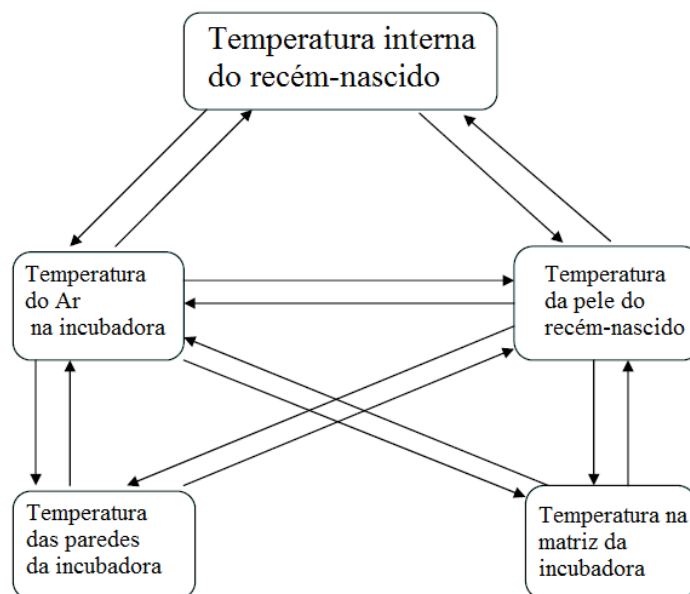 Temperatura interna
do recém-nascido
Temperatura
do Ar
na incubadora
Temperatura
da pele do
recém-nascido
Temperatura
das paredes
da incubadora
Temperatura na
matriz da
incubadora